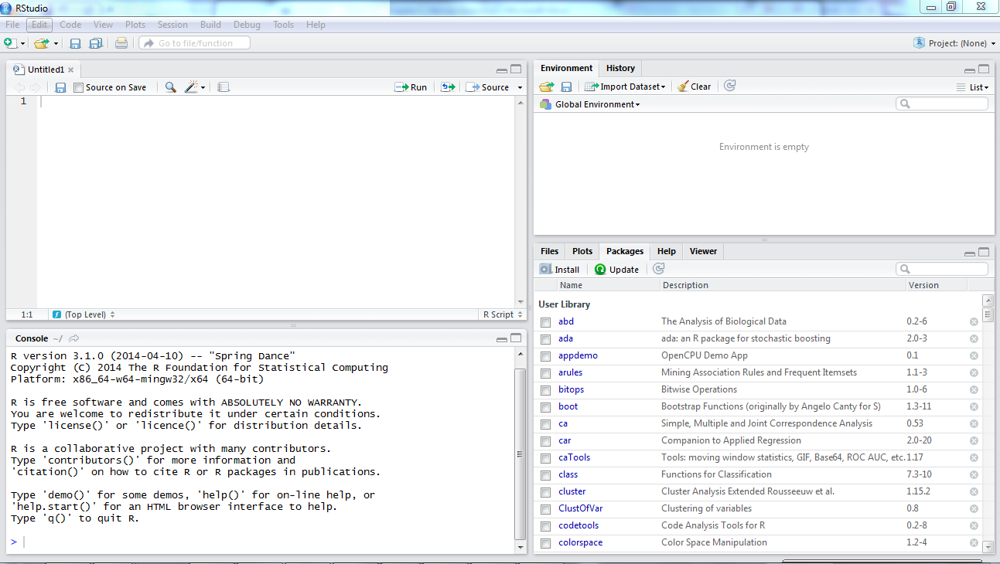 RStudio
File Edit Code View Plots Session Build Debug Tools Help
Go to file/function
Project: (None)
Untitled1
Source on Save
Run
Source
1
1:1
(Top Level)
R Script
Console ~/
R version 3.1.0 (2014-04-10) -- "Spring Dance"
Copyright (C) 2014 The R Foundation for Statistical Computing
Platform: x86_64-w64-mingw32/x64 (64-bit)
R is free software and comes with ABSOLUTELY NO WARRANTY.
You are welcome to redistribute it under certain conditions.
Type 'license()' or 'licence()' for distribution details.
R is a collaborative project with many contributors.
Type 'contributors()' for more information and
'citation()' on how to cite R or R packages in publications.
Type 'demo()' for some demos, 'help()' for on-line help, or
'help.start()' for an HTML browser interface to help.
Type 'q()' to quit R.
>
Environment History
Import Dataset Clear
List
Global Environment
Environment is empty
Files Plots Packages Help Viewer
Install Update
Name Description Version
User Library
abd The Analysis of Biological Data 0.2-6
ada ada: an R package for stochastic boosting 2.0-3
appdemo OpenCPU Demo App 0.1
arules Mining Association Rules and Frequent Itemsets 1.1-3
bitops Bitwise Operations 1.0-6
boot Bootstrap Functions (originally by Angelo Canty for S) 1.3-11
ca Simple, Multiple and Joint Correspondence Analysis 0.53
car Companion to Applied Regression 2.0-20
caTools Tools: moving window statistics, GIF, Base64, ROC AUC, etc. 1.17
class Functions for Classification 7.3-10
cluster Cluster Analysis Extended Rousseeuw et al. 1.15.2
ClustOfVar Clustering of variables 0.8
codetools Code Analysis Tools for R 0.2-8
colorspace Color Space Manipulation 1.2-4